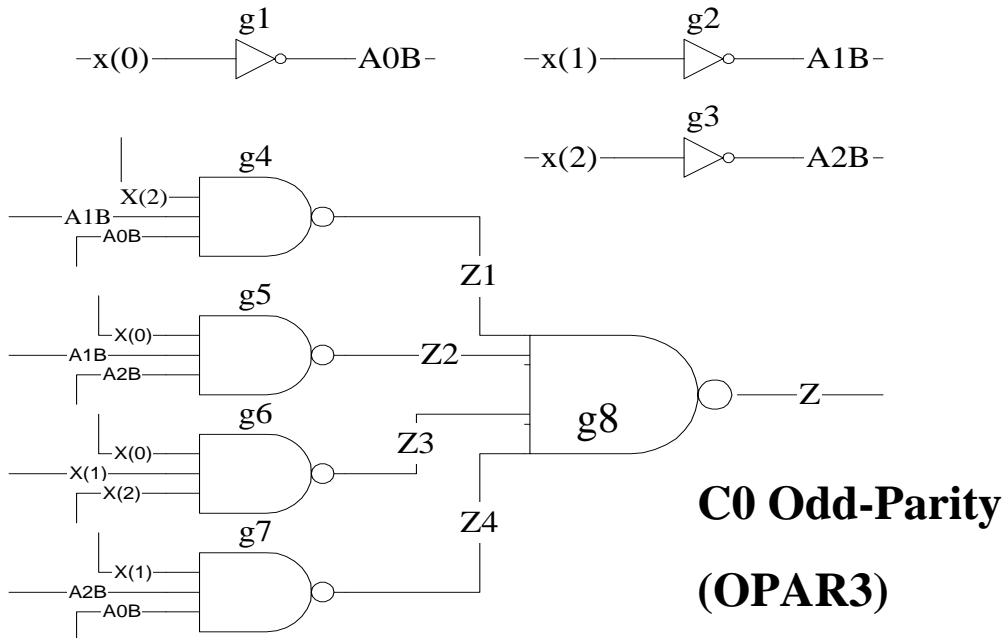 g1
x(0) A0B
g2
x(1) A1B
g3
x(2) A2B
g4
X(2)
A1B
A0B
Z1
g5
X(0)
A1B
A2B
Z2
g6
X(0)
X(1)
X(2)
Z3
g7
X(1)
A2B
A0B
Z4
g8
Z
C0 Odd-Parity
(OPAR3)